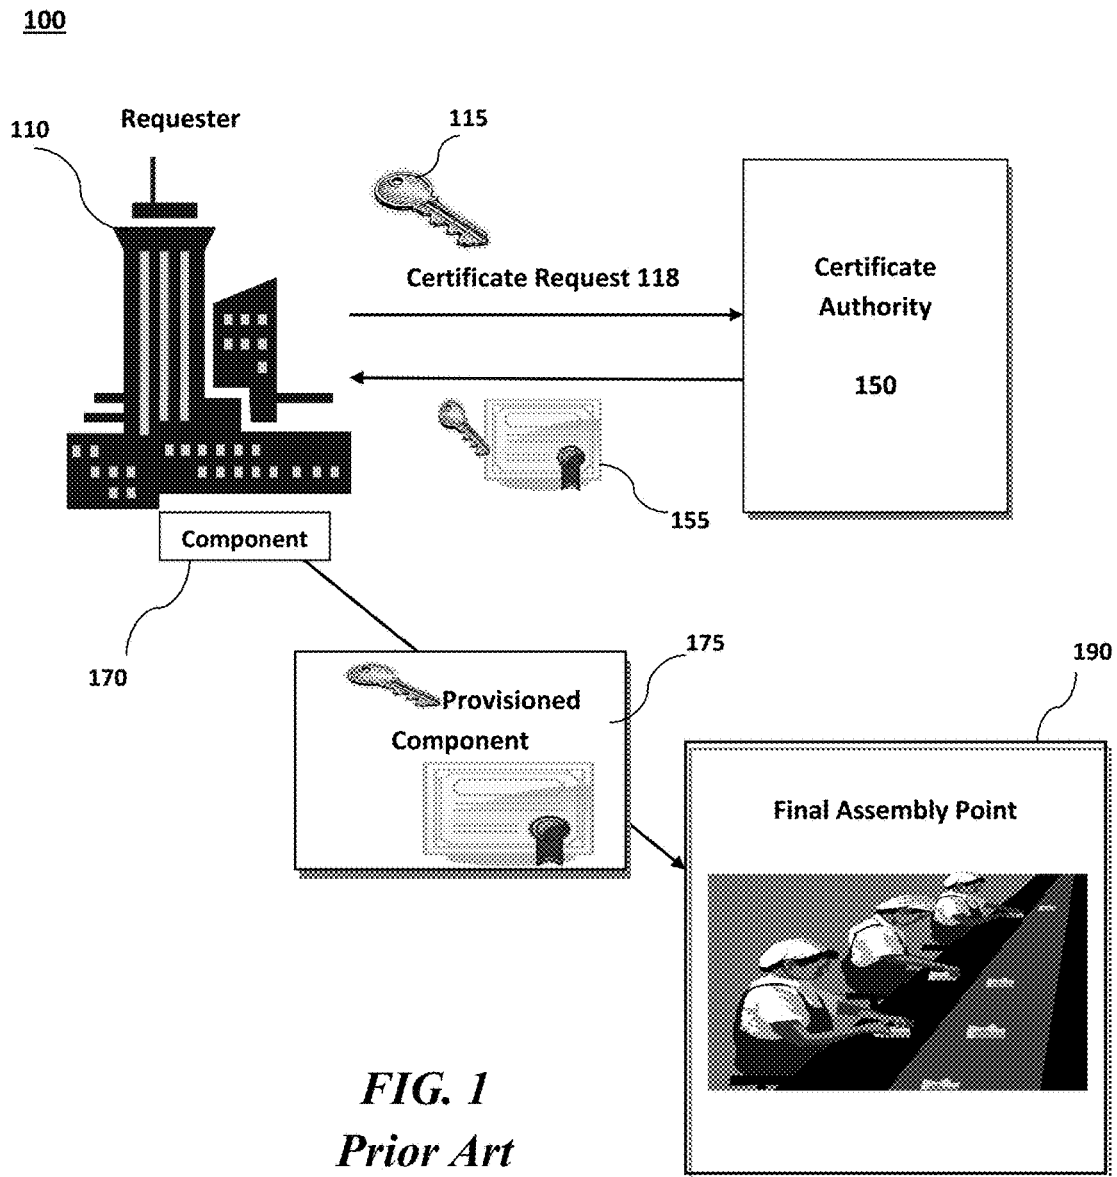 100
Requester
110
115
Certificate Request 118
Certificate
Authority
150
155
Component
170
175
Provisioned
Component
190
Final Assembly Point
FIG. 1
Prior Art